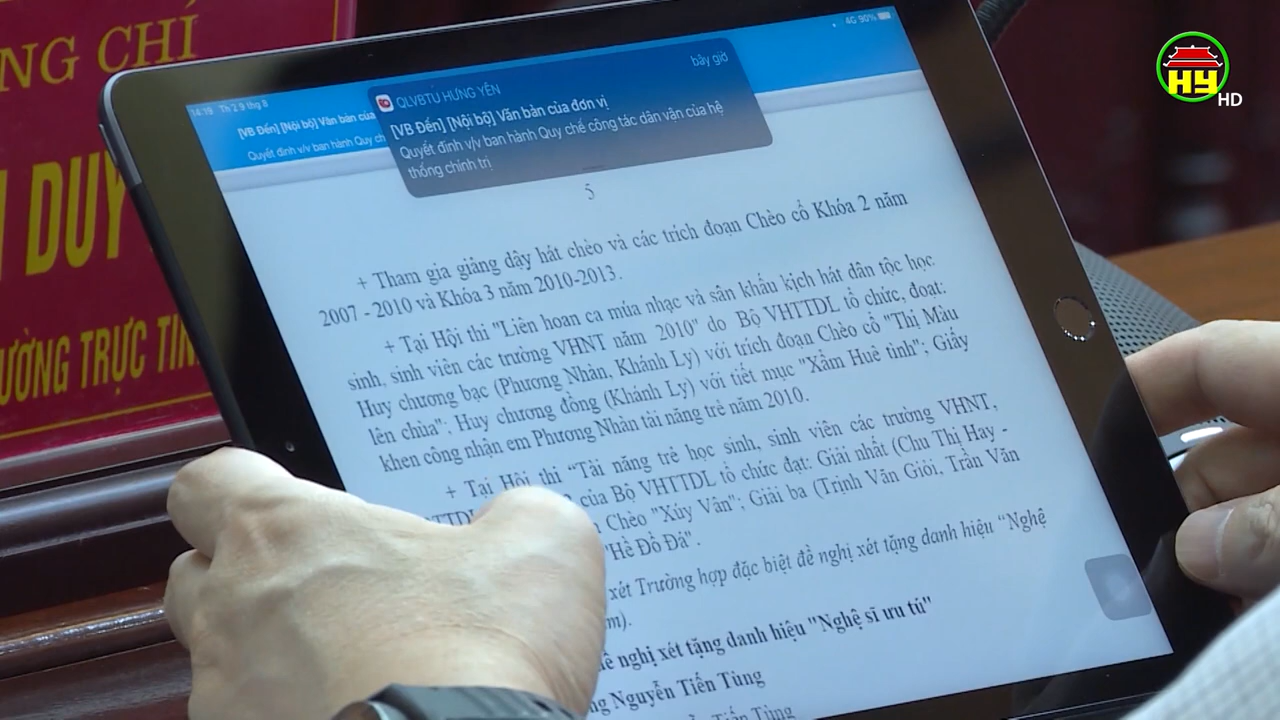 NG CHÍ
DUY
ƯỜNG TRỰC TỈN
HY HD
14:19 Th 2 9 thg 8
4G 90%
[VB Đến] [Nội bộ] Văn bản của
Quyết định v/v ban hành Quy ch
QLVBTU HƯNG YÊN
bây giờ
[VB Đến] [Nội bộ] Văn bản của đơn vị
Quyết định v/v ban hành Quy chế công tác dân vận của hệ
thống chính trị
5
+ Tham gia giảng dậy hát chèo và các trích đoạn Chèo cổ Khóa 2 năm
2007 - 2010 và Khóa 3 năm 2010-2013.
+ Tại Hội thi "Liên hoan ca múa nhạc và sân khấu kịch hát dân tộc học
sinh, sinh viên các trường VHNT năm 2010" do Bộ VHTTDL tổ chức, đoạt:
Huy chương bạc (Phương Nhàn, Khánh Ly) với trích đoạn Chèo cổ "Thị Mầu
lên chùa"; Huy chương đồng (Khánh Ly) với tiết mục "Xẩm Huê tình"; Giấy
khen công nhận em Phương Nhàn tài năng trẻ năm 2010.
+ Tại Hội thi “Tài năng trẻ học sinh, sinh viên các trường VHNT,
TTDL của Bộ VHTTDL tổ chức đạt: Giải nhất (Chu Thị Hay -
Chèo "Xúy Vân"; Giải ba (Trịnh Văn Giỏi, Trần Văn
"Hề Đồ Đá".
xét Trường hợp đặc biệt đề nghị xét tặng danh hiệu “Nghệ
m).
ề nghị xét tặng danh hiệu "Nghệ sĩ ưu tú"
ng Nguyễn Tiến Tùng
Tiến Tùng